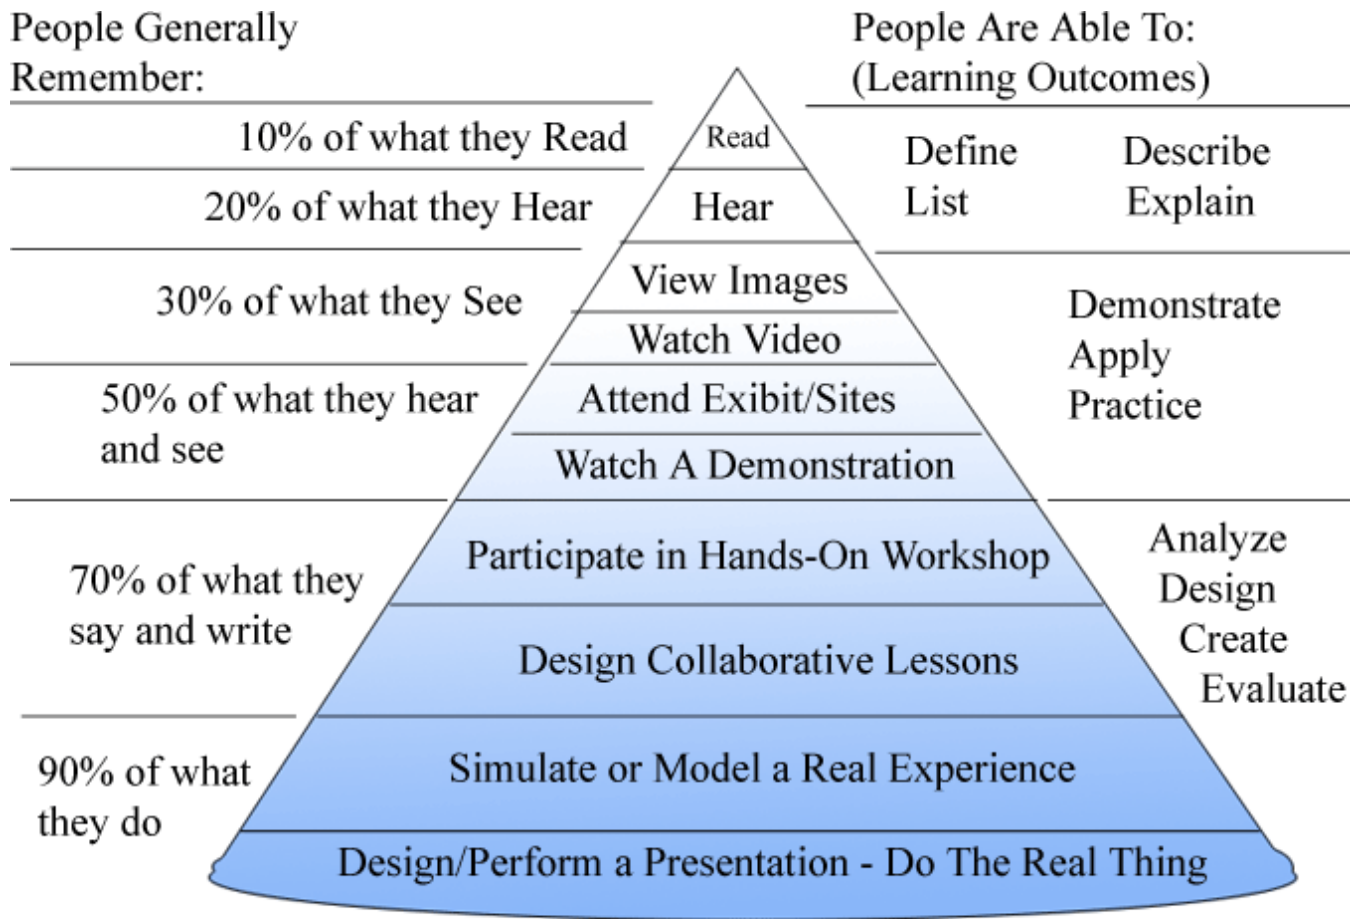 People Generally
Remember:
10% of what they Read
20% of what they Hear
30% of what they See
50% of what they hear
and see
70% of what they
say and write
90% of what
they do
Read
Hear
View Images
Watch Video
Attend Exibit/Sites
Watch A Demonstration
Participate in Hands-On Workshop
Design Collaborative Lessons
Simulate or Model a Real Experience
Design/Perform a Presentation - Do The Real Thing
People Are Able To:
(Learning Outcomes)
Define Describe
List Explain
Demonstrate
Apply
Practice
Analyze
Design
Create
Evaluate